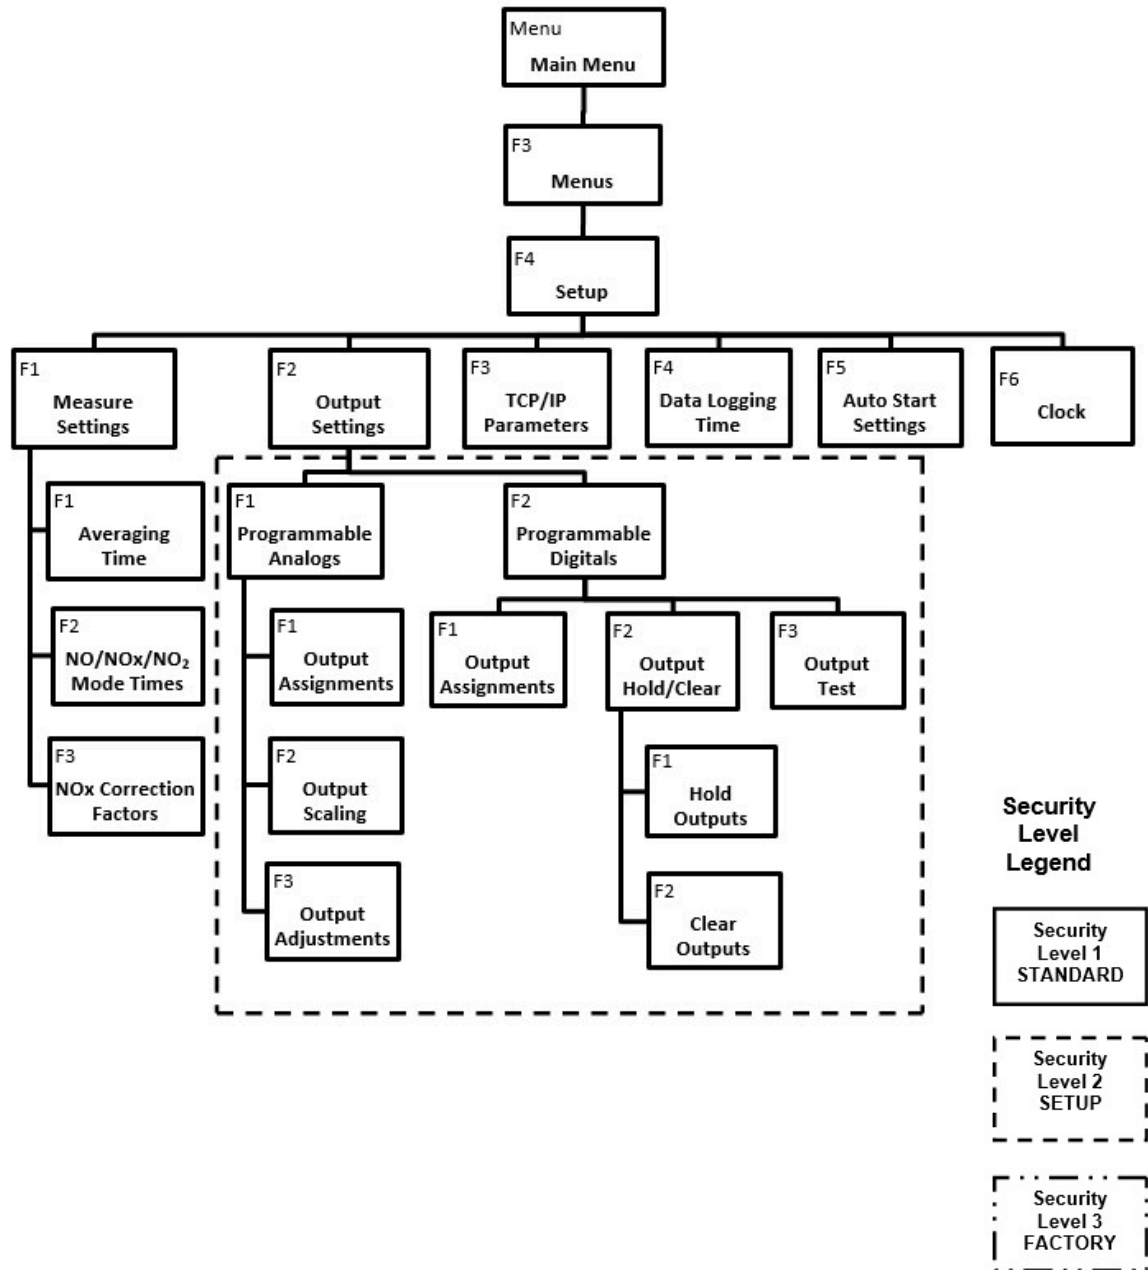 Menu
Main Menu
F3
Menus
F4
Setup
F1
Measure
Settings
F2
Output
Settings
F3
TCP/IP
Parameters
F4
Data Logging
Time
F5
Auto Start
Settings
F6
Clock
F1
Averaging
Time
F2
NO/NOx/NO₂
Mode Times
F3
NOx Correction
Factors
F1
Programmable
Analogs
F1
Output
Assignments
F2
Output
Scaling
F3
Output
Adjustments
F2
Programmable
Digitals
F1
Output
Assignments
F2
Output
Hold/Clear
F1
Hold
Outputs
F2
Clear
Outputs
F3
Output
Test
Security
Level
Legend
Security
Level 1
STANDARD
Security
Level 2
SETUP
Security
Level 3
FACTORY